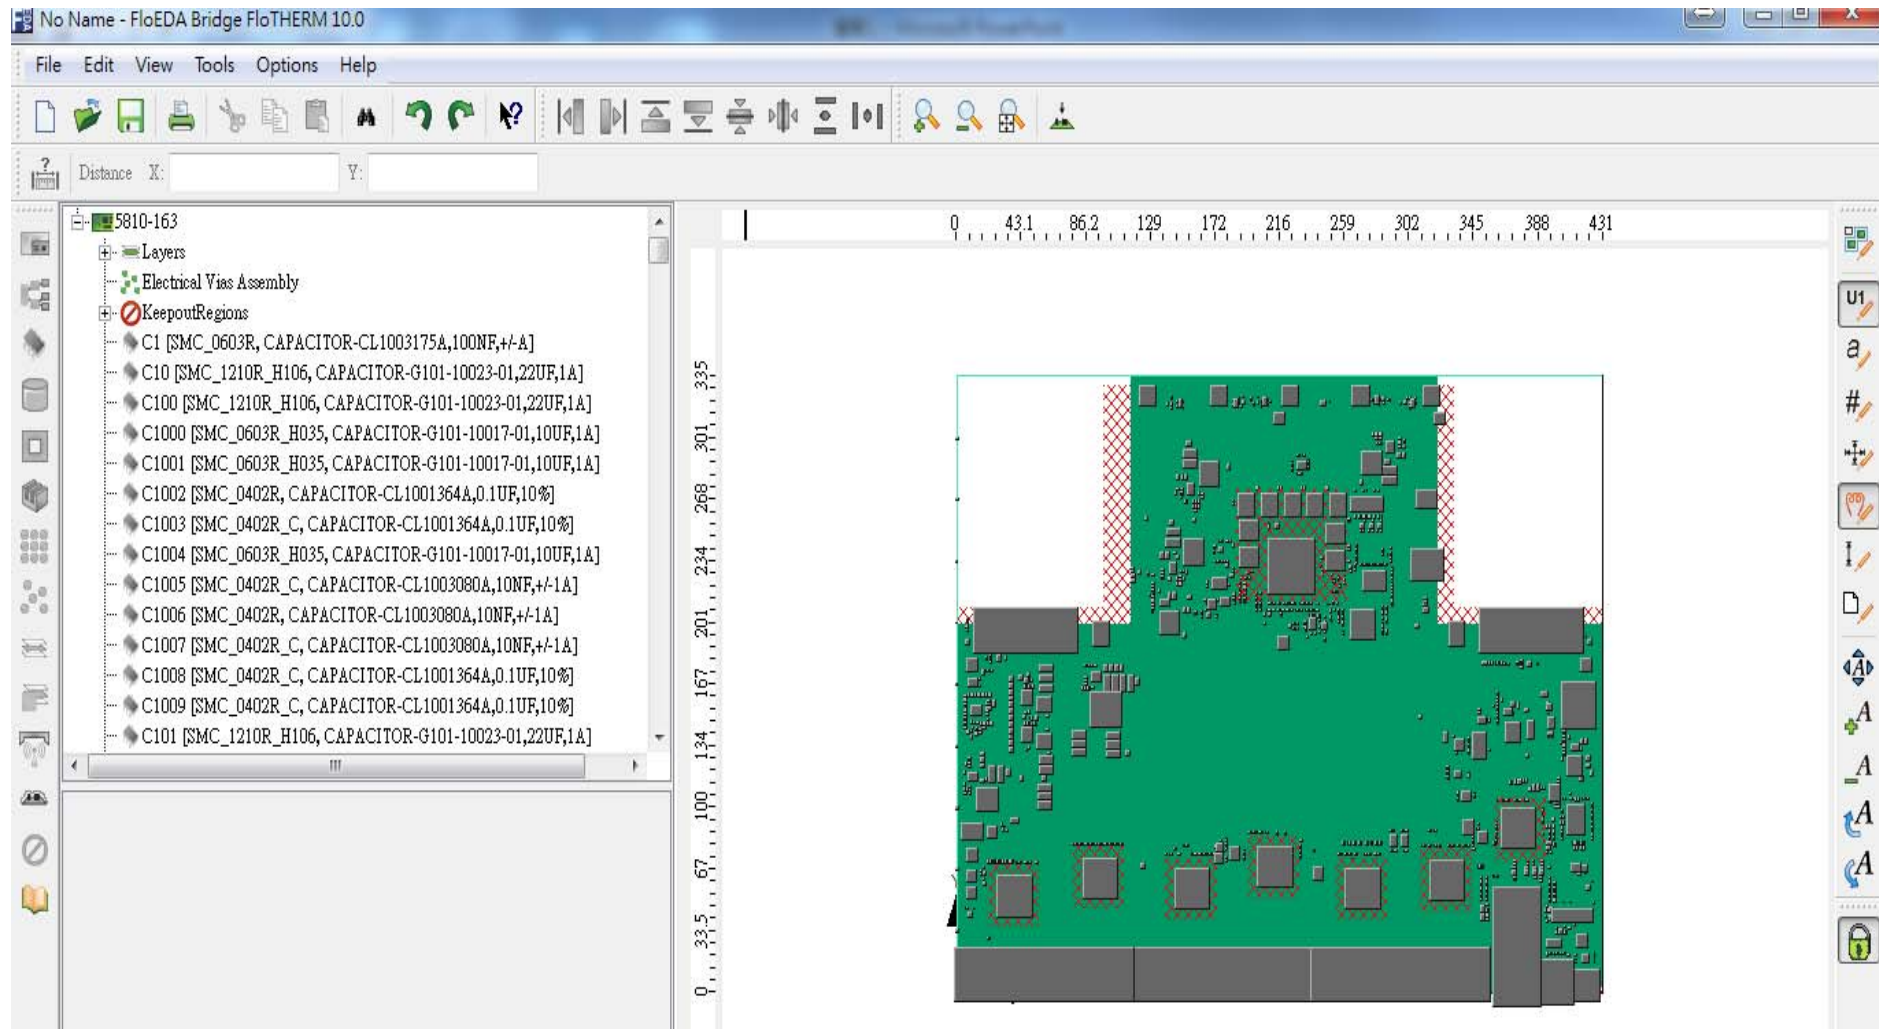 No Name - FloEDA Bridge FloTHERM 10.0
File Edit View Tools Options Help
Distance X: Y:
5810-163
Layers
Electrical Vias Assembly
KeepoutRegions
C1 [SMC_0603R, CAPACITOR-CL1003175A,100NF,+/-A]
C10 [SMC_1210R_H106, CAPACITOR-G101-10023-01,22UF,1A]
C100 [SMC_1210R_H106, CAPACITOR-G101-10023-01,22UF,1A]
C1000 [SMC_0603R_H035, CAPACITOR-G101-10017-01,10UF,1A]
C1001 [SMC_0603R_H035, CAPACITOR-G101-10017-01,10UF,1A]
C1002 [SMC_0402R, CAPACITOR-CL1001364A,0.1UF,10%]
C1003 [SMC_0402R_C, CAPACITOR-CL1001364A,0.1UF,10%]
C1004 [SMC_0603R_H035, CAPACITOR-G101-10017-01,10UF,1A]
C1005 [SMC_0402R_C, CAPACITOR-CL1003080A,10NF,+/-1A]
C1006 [SMC_0402R, CAPACITOR-CL1003080A,10NF,+/-1A]
C1007 [SMC_0402R_C, CAPACITOR-CL1003080A,10NF,+/-1A]
C1008 [SMC_0402R_C, CAPACITOR-CL1001364A,0.1UF,10%]
C1009 [SMC_0402R_C, CAPACITOR-CL1001364A,0.1UF,10%]
C101 [SMC_1210R_H106, CAPACITOR-G101-10023-01,22UF,1A]
0 43.1 86.2 129 172 216 259 302 345 388 431
335
301
268
234
201
167
134
100
67
33.5
0
U1
a
#
A
A
A
A
A